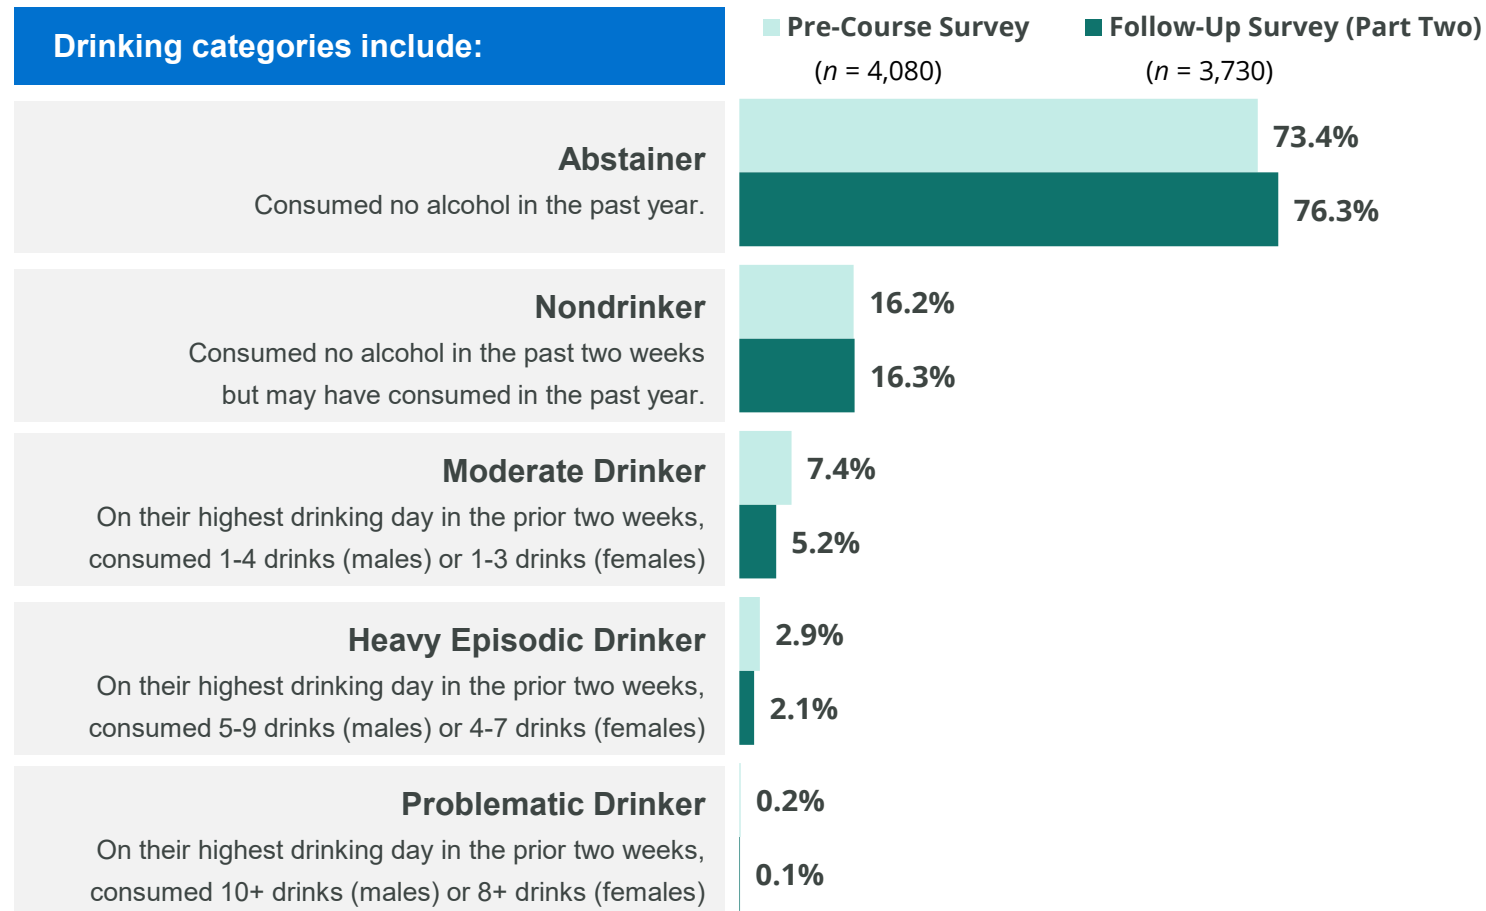 Drinking categories include:
Pre-Course Survey
(n = 4,080)
Follow-Up Survey (Part Two)
(n = 3,730)
Abstainer
Consumed no alcohol in the past year.
73.4%
76.3%
Nondrinker
Consumed no alcohol in the past two weeks
but may have consumed in the past year.
16.2%
16.3%
Moderate Drinker
On their highest drinking day in the prior two weeks,
consumed 1-4 drinks (males) or 1-3 drinks (females)
7.4%
5.2%
Heavy Episodic Drinker
On their highest drinking day in the prior two weeks,
consumed 5-9 drinks (males) or 4-7 drinks (females)
2.9%
2.1%
Problematic Drinker
On their highest drinking day in the prior two weeks,
consumed 10+ drinks (males) or 8+ drinks (females)
0.2%
0.1%